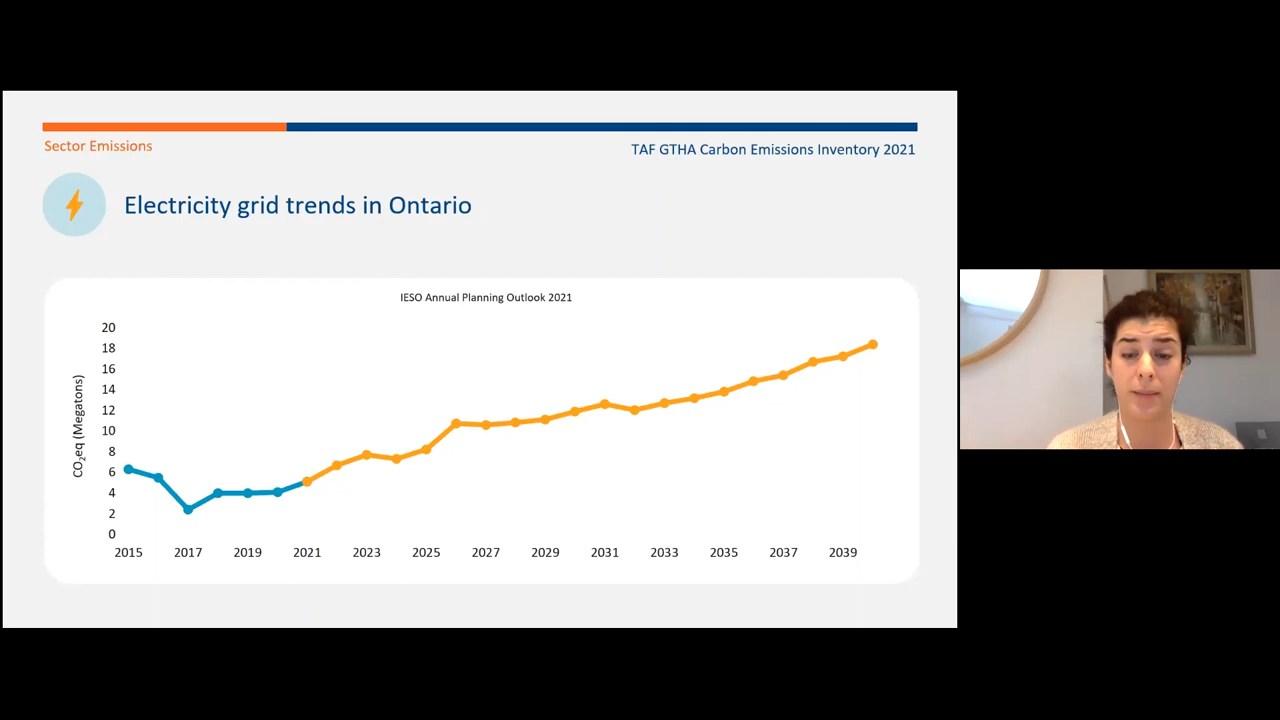 Sector Emissions
TAF GTHA Carbon Emissions Inventory 2021
Electricity grid trends in Ontario
IESO Annual Planning Outlook 2021
CO₂eq (Megatons)
20
18
16
14
12
10
8
6
4
2
0
2015 2017 2019 2021 2023 2025 2027 2029 2031 2033 2035 2037 2039